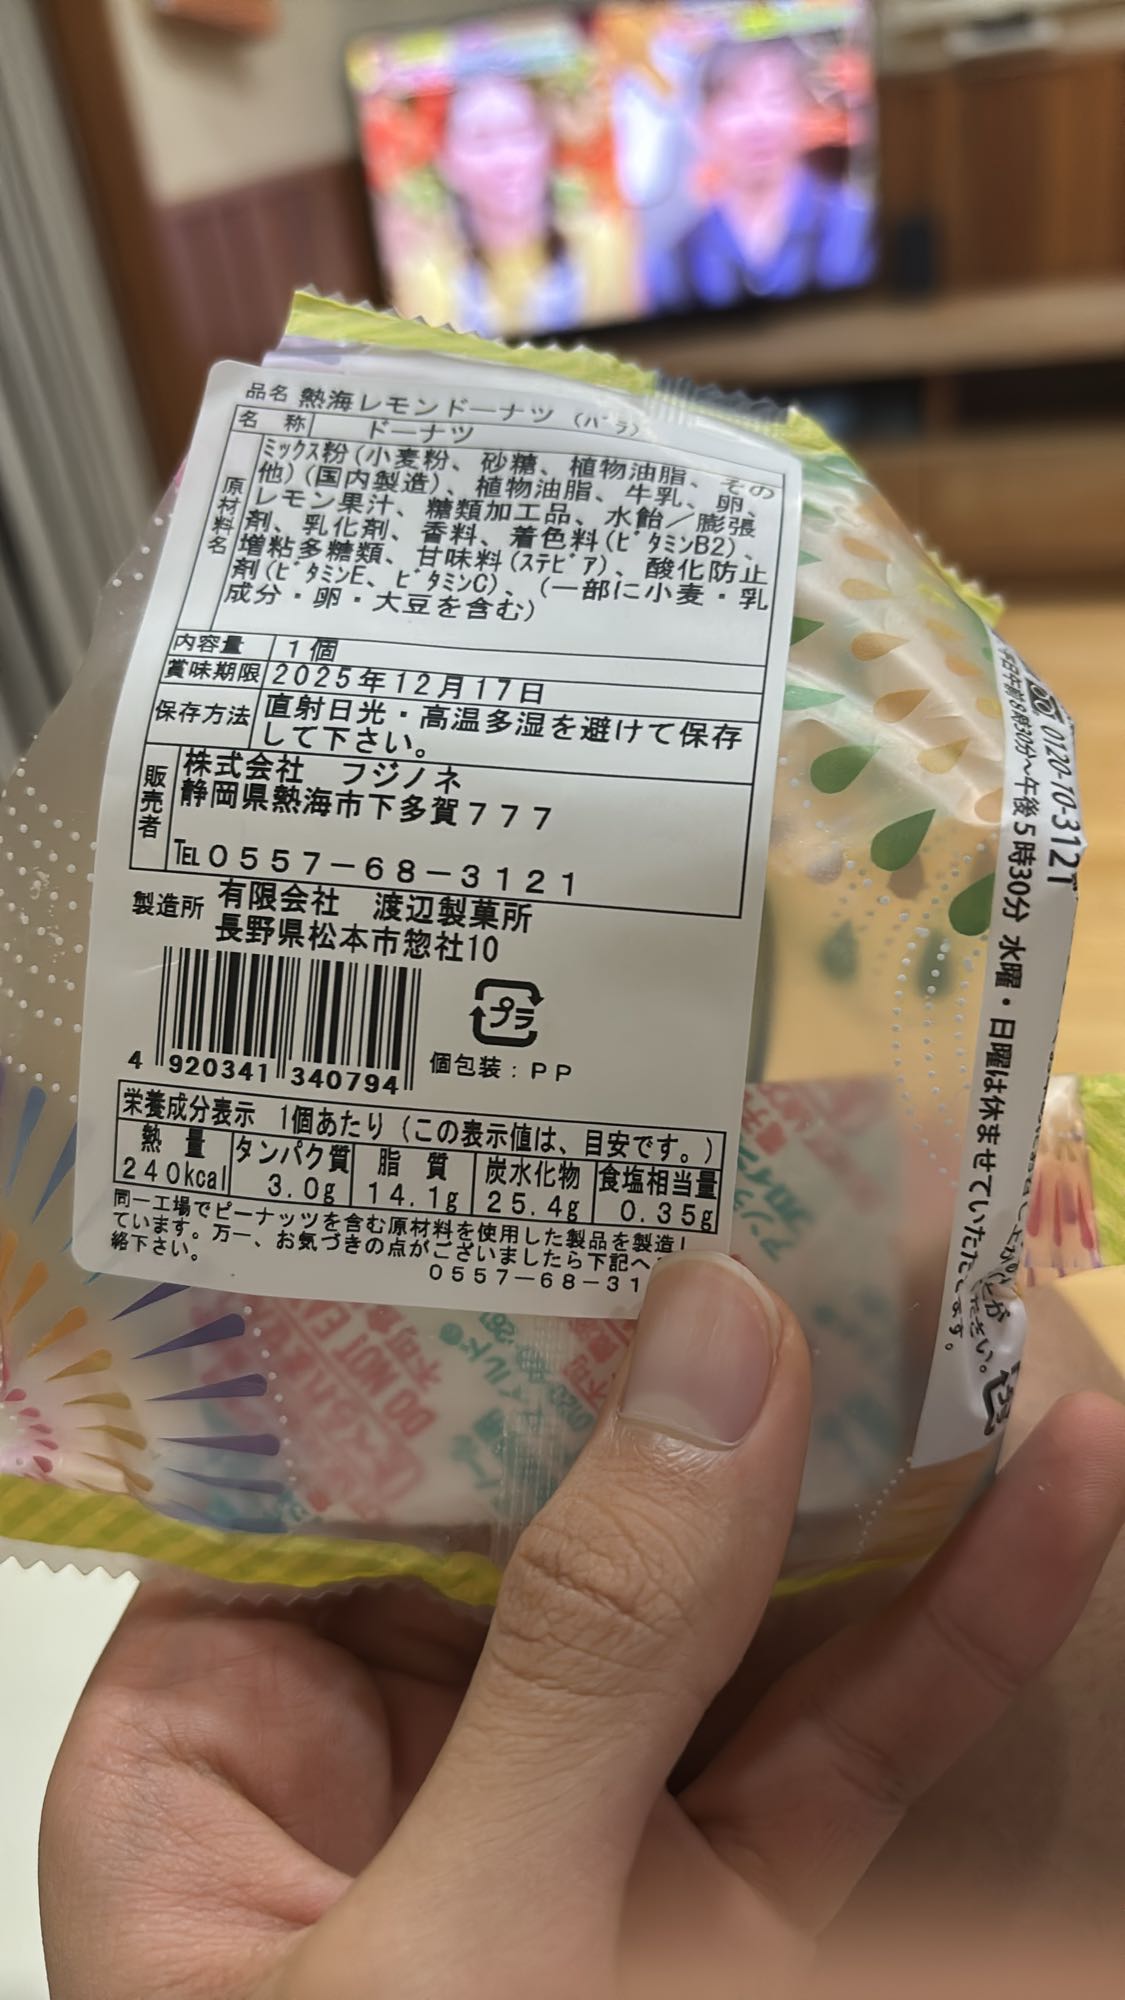 品名 熱海レモンドーナツ (バラ)
名 称 ドーナツ
原材料名
ミックス粉(小麦粉、砂糖、植物油脂、その
他)(国内製造)、植物油脂、牛乳、卵、
レモン果汁、糖類加工品、水飴/膨張
剤、乳化剤、香料、着色料(ビタミンB2)、
増粘多糖類、甘味料(ステビア)、酸化防止
剤(ビタミンE、ビタミンC)、(一部に小麦・乳
成分・卵・大豆を含む)
内容量 1個
賞味期限 2025年12月17日
保存方法 直射日光・高温多湿を避けて保存
して下さい。
販売者
株式会社 フジノネ
静岡県熱海市下多賀777
TEL 0557-68-3121
製造所 有限会社 渡辺製菓所
長野県松本市惣社10
4 920341 340794
プラ
個包装:PP
栄養成分表示 1個あたり(この表示値は、目安です。)
熱 量 タンパク質 脂 質 炭水化物 食塩相当量
240kcal 3.0g 14.1g 25.4g 0.35g
同一工場でピーナッツを含む原材料を使用した製品を製造し
ています。万一、お気づきの点がございましたら下記へ
絡下さい。
0557-68-31
0120-10-3121
午前8時30分~午後5時30分 水曜・日曜は休ませていただきます。
DO NOT E